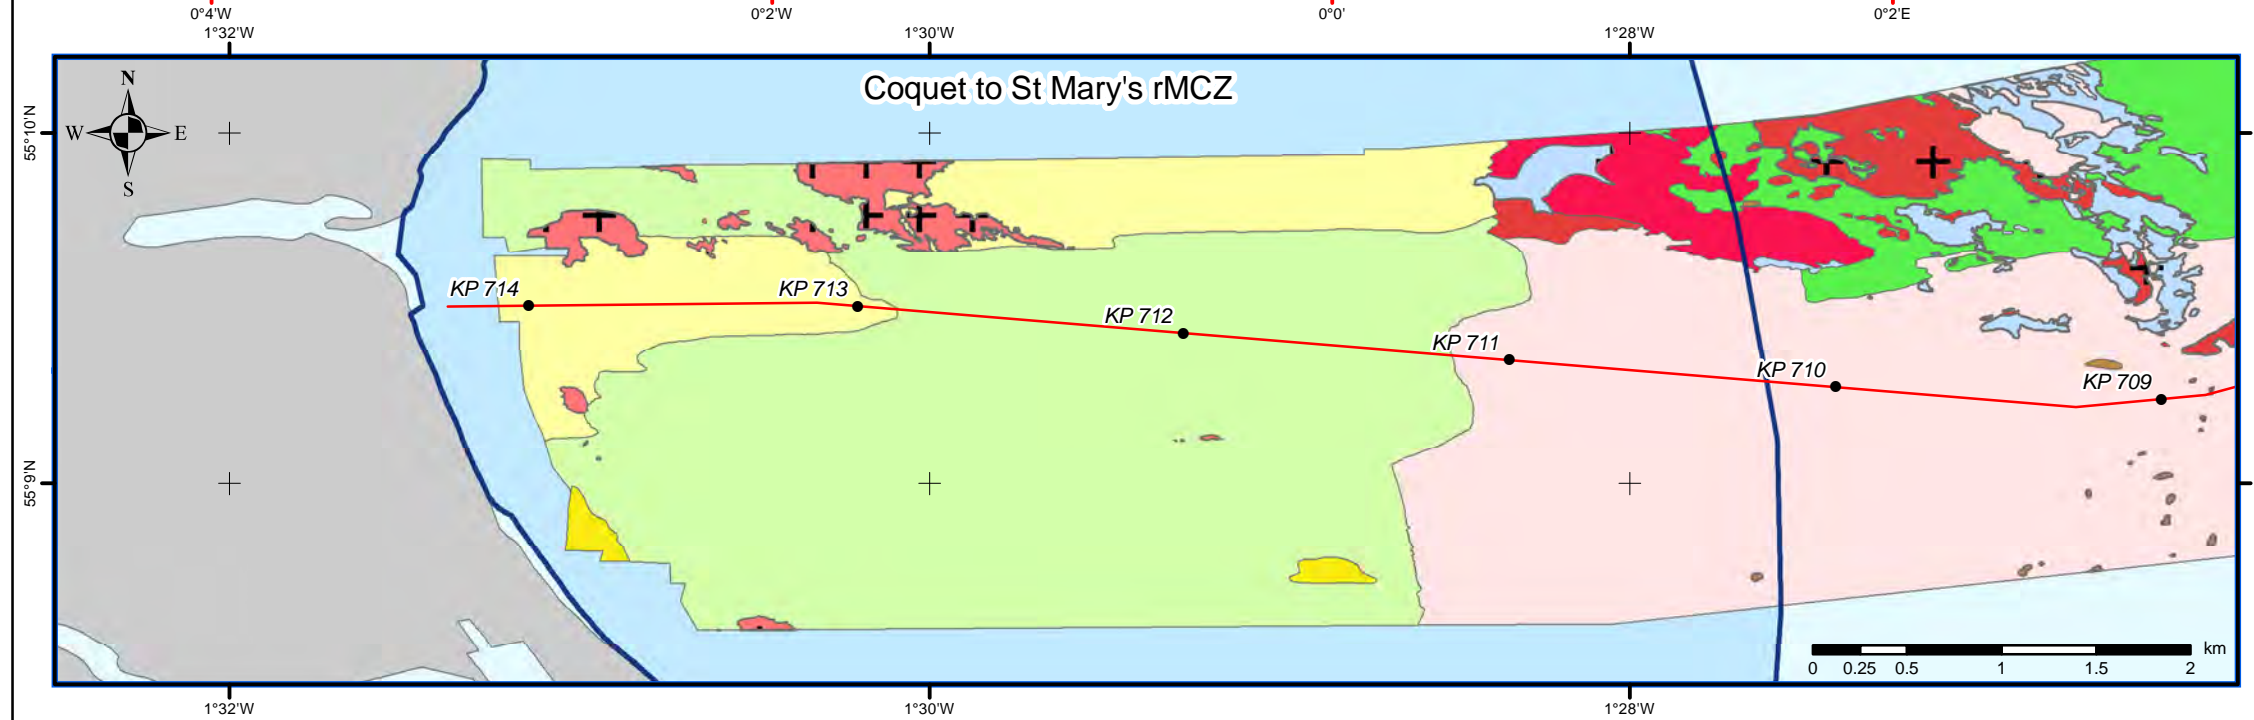 0°4'W 0°2'W 0°0' 0°2'E
1°32'W 1°30'W 1°28'W
Coquet to St Mary's rMCZ
N
W E
S
55°10'N
KP 714 KP 713 KP 712 KP 711 KP 710 KP 709
55°9'N
km
0 0.25 0.5 1 1.5 2
1°32'W 1°30'W 1°28'W